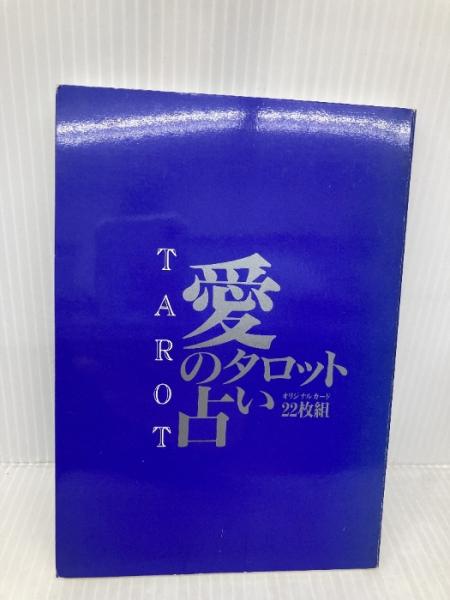 TAROT
愛
のタロット
占い
オリジナルカード
22枚組